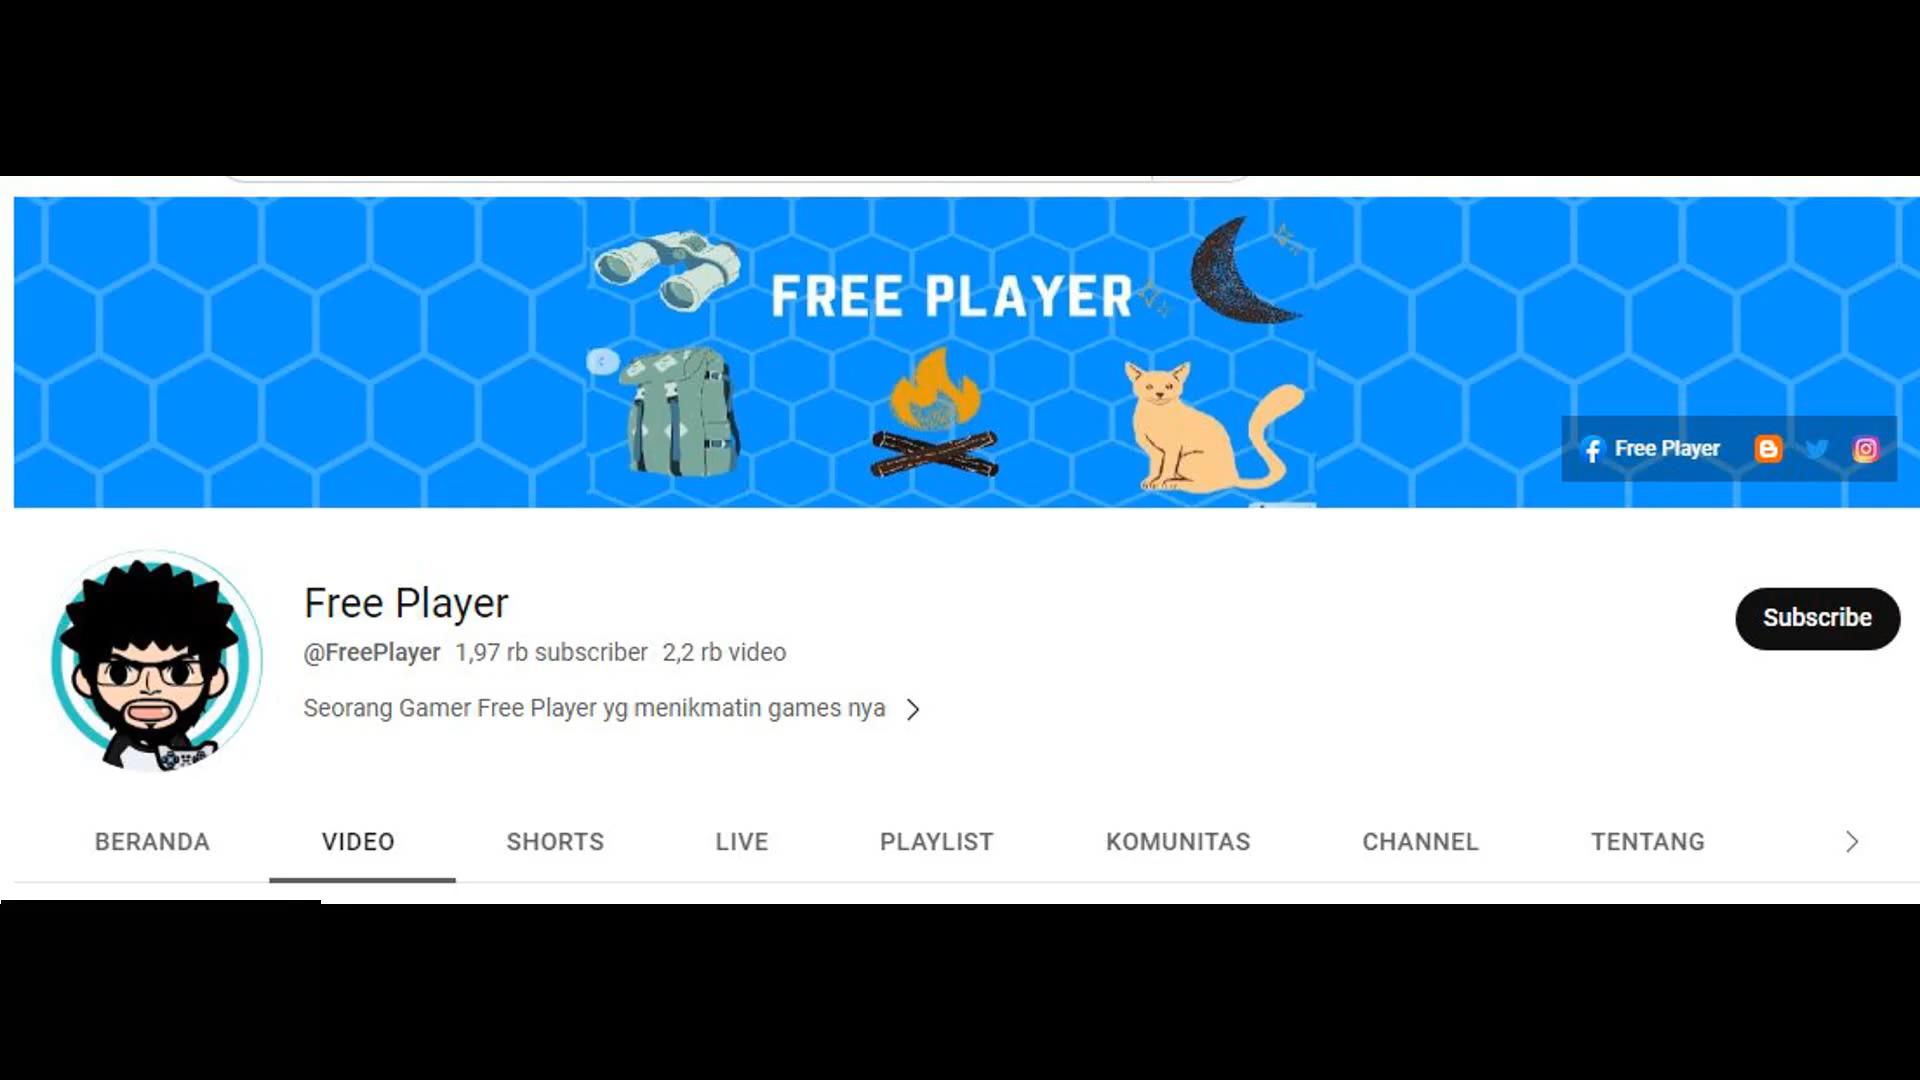 FREE PLAYER
Free Player
Free Player
@FreePlayer 1,97 rb subscriber 2,2 rb video
Subscribe
Seorang Gamer Free Player yg menikmatin games nya
BERANDA VIDEO SHORTS LIVE PLAYLIST KOMUNITAS CHANNEL TENTANG